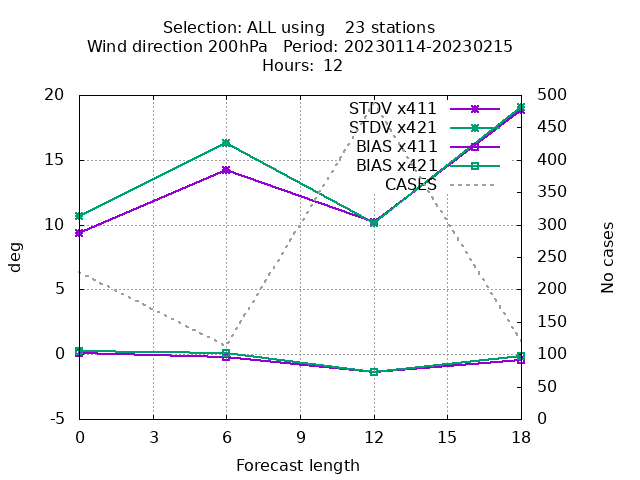 Selection: ALL using    23 stations
Wind direction 200hPa   Period: 20230114-20230215
Hours:  12
20 500
STDV x411
450
STDV x421
BIAS x411
15 400
BIAS x421
CASES
350
10 300
250
5 200
150
0 100
50
-5 0
deg
No cases
0 3 6 9 12 15 18
Forecast length